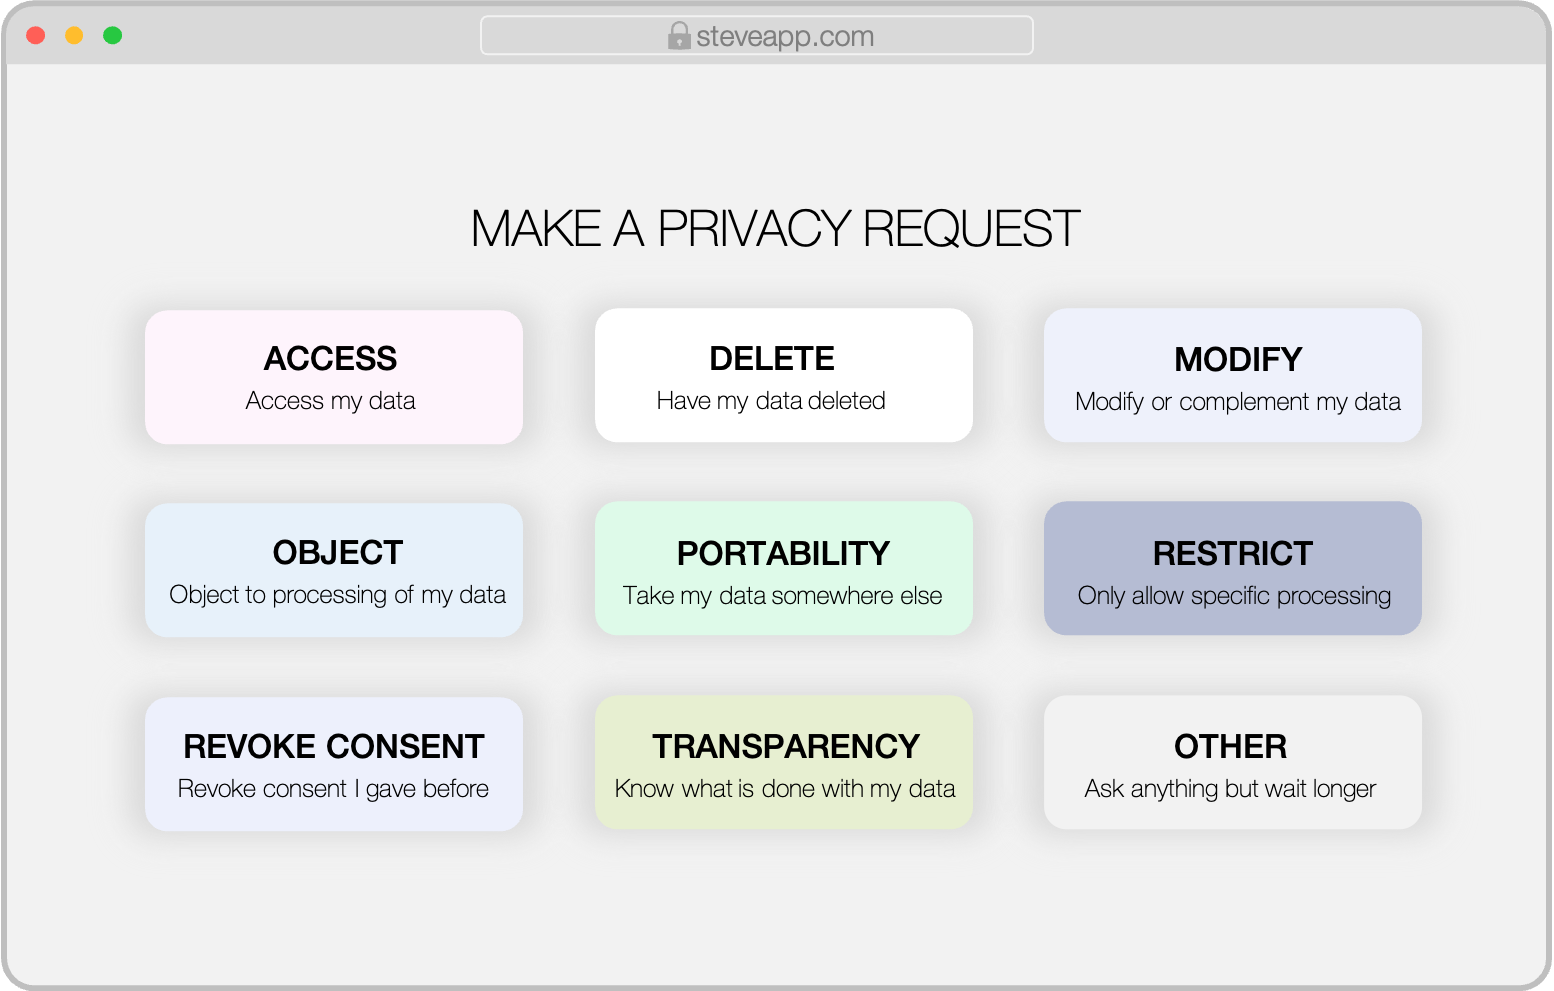 steveapp.com
MAKE A PRIVACY REQUEST
ACCESS
Access my data
DELETE
Have my data deleted
MODIFY
Modify or complement my data
OBJECT
Object to processing of my data
PORTABILITY
Take my data somewhere else
RESTRICT
Only allow specific processing
REVOKE CONSENT
Revoke consent I gave before
TRANSPARENCY
Know what is done with my data
OTHER
Ask anything but wait longer